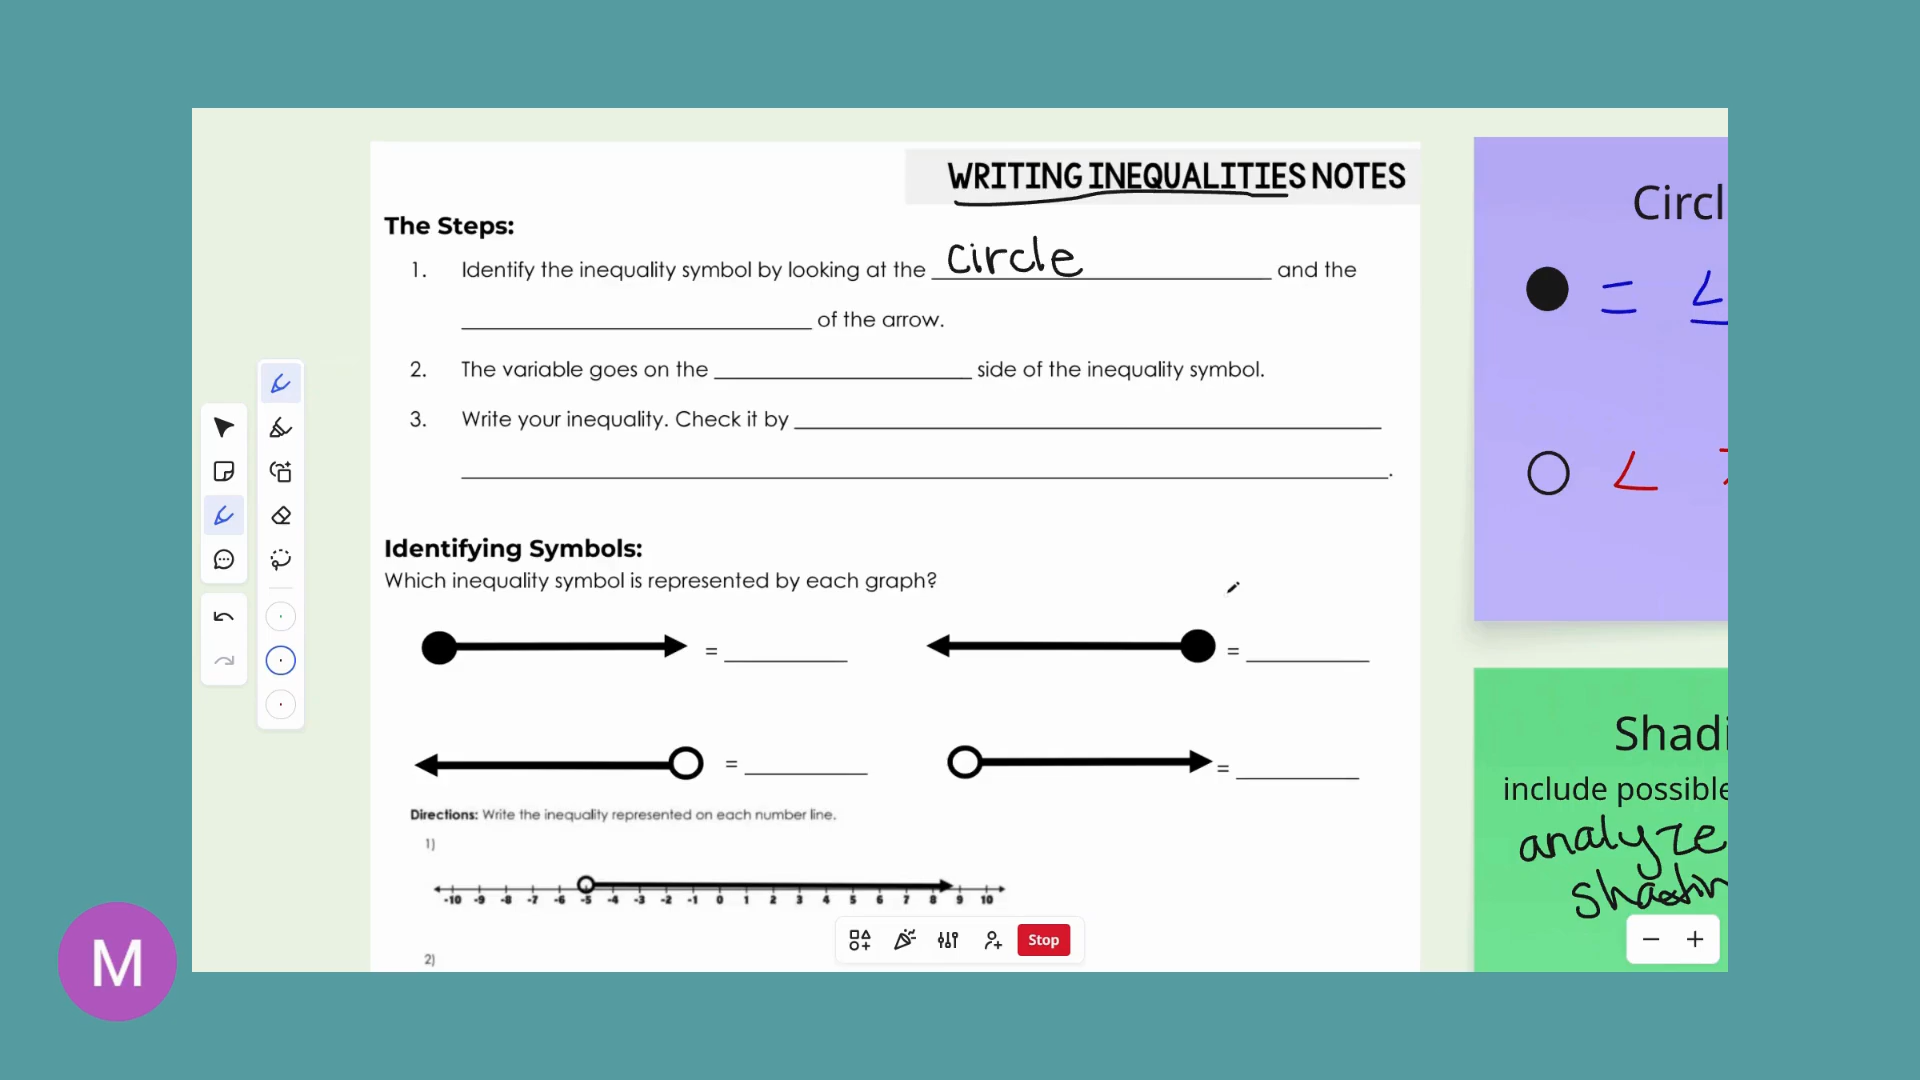 WRITING INEQUALITIES NOTES
The Steps:
1. Identify the inequality symbol by looking at the circle and the
of the arrow.
2. The variable goes on the side of the inequality symbol.
3. Write your inequality. Check it by
.
Identifying Symbols:
Which inequality symbol is represented by each graph?
= =
= =
Directions: Write the inequality represented on each number line.
1)
-10 -9 -8 -7 -6 -5 -4 -3 -2 -1 0 1 2 3 4 5 6 7 8 9 10
2)
Circl
= ≤
<
Shadi
include possible
analyze
shadin
Stop
M